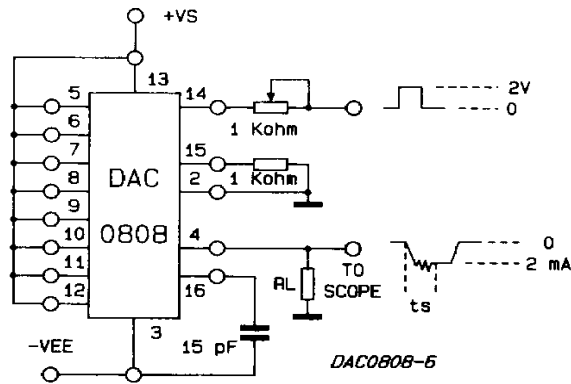 +VS
13
5
6
7
8
9
10
11
12
DAC
0808
14
1 Kohm
15
2
1 Kohm
4
16
3
RL
TO
SCOPE
15 pF
-VEE
2V
0
0
2 mA
ts
DAC0808-6